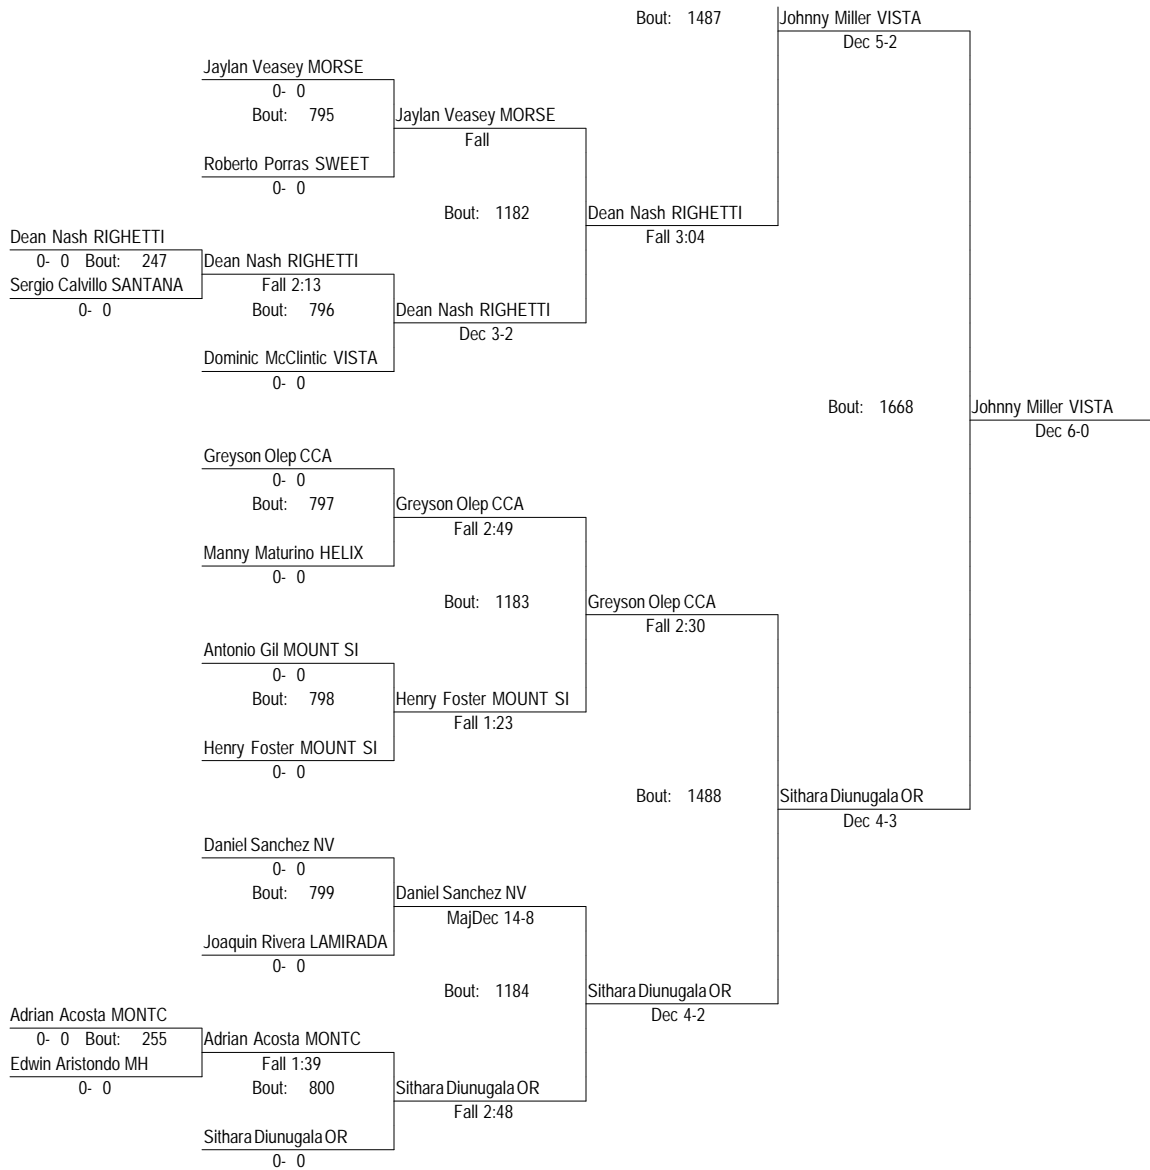 Bout: 1487
Johnny Miller VISTA
Dec 5-2
Jaylan Veasey MORSE
0- 0
Bout: 795
Jaylan Veasey MORSE
Fall
Roberto Porras SWEET
0- 0
Bout: 1182
Dean Nash RIGHETTI
Fall 3:04
Dean Nash RIGHETTI
0- 0 Bout: 247
Dean Nash RIGHETTI
Sergio Calvillo SANTANA
Fall 2:13
0- 0
Bout: 796
Dean Nash RIGHETTI
Dec 3-2
Dominic McClintic VISTA
0- 0
Bout: 1668
Johnny Miller VISTA
Dec 6-0
Greyson Olep CCA
0- 0
Bout: 797
Greyson Olep CCA
Fall 2:49
Manny Maturino HELIX
0- 0
Bout: 1183
Greyson Olep CCA
Fall 2:30
Antonio Gil MOUNT SI
0- 0
Bout: 798
Henry Foster MOUNT SI
Fall 1:23
Henry Foster MOUNT SI
0- 0
Bout: 1488
Sithara Diunugala OR
Dec 4-3
Daniel Sanchez NV
0- 0
Bout: 799
Daniel Sanchez NV
MajDec 14-8
Joaquin Rivera LAMIRADA
0- 0
Bout: 1184
Sithara Diunugala OR
Dec 4-2
Adrian Acosta MONTC
0- 0 Bout: 255
Adrian Acosta MONTC
Edwin Aristondo MH
Fall 1:39
0- 0
Bout: 800
Sithara Diunugala OR
Fall 2:48
Sithara Diunugala OR
0- 0